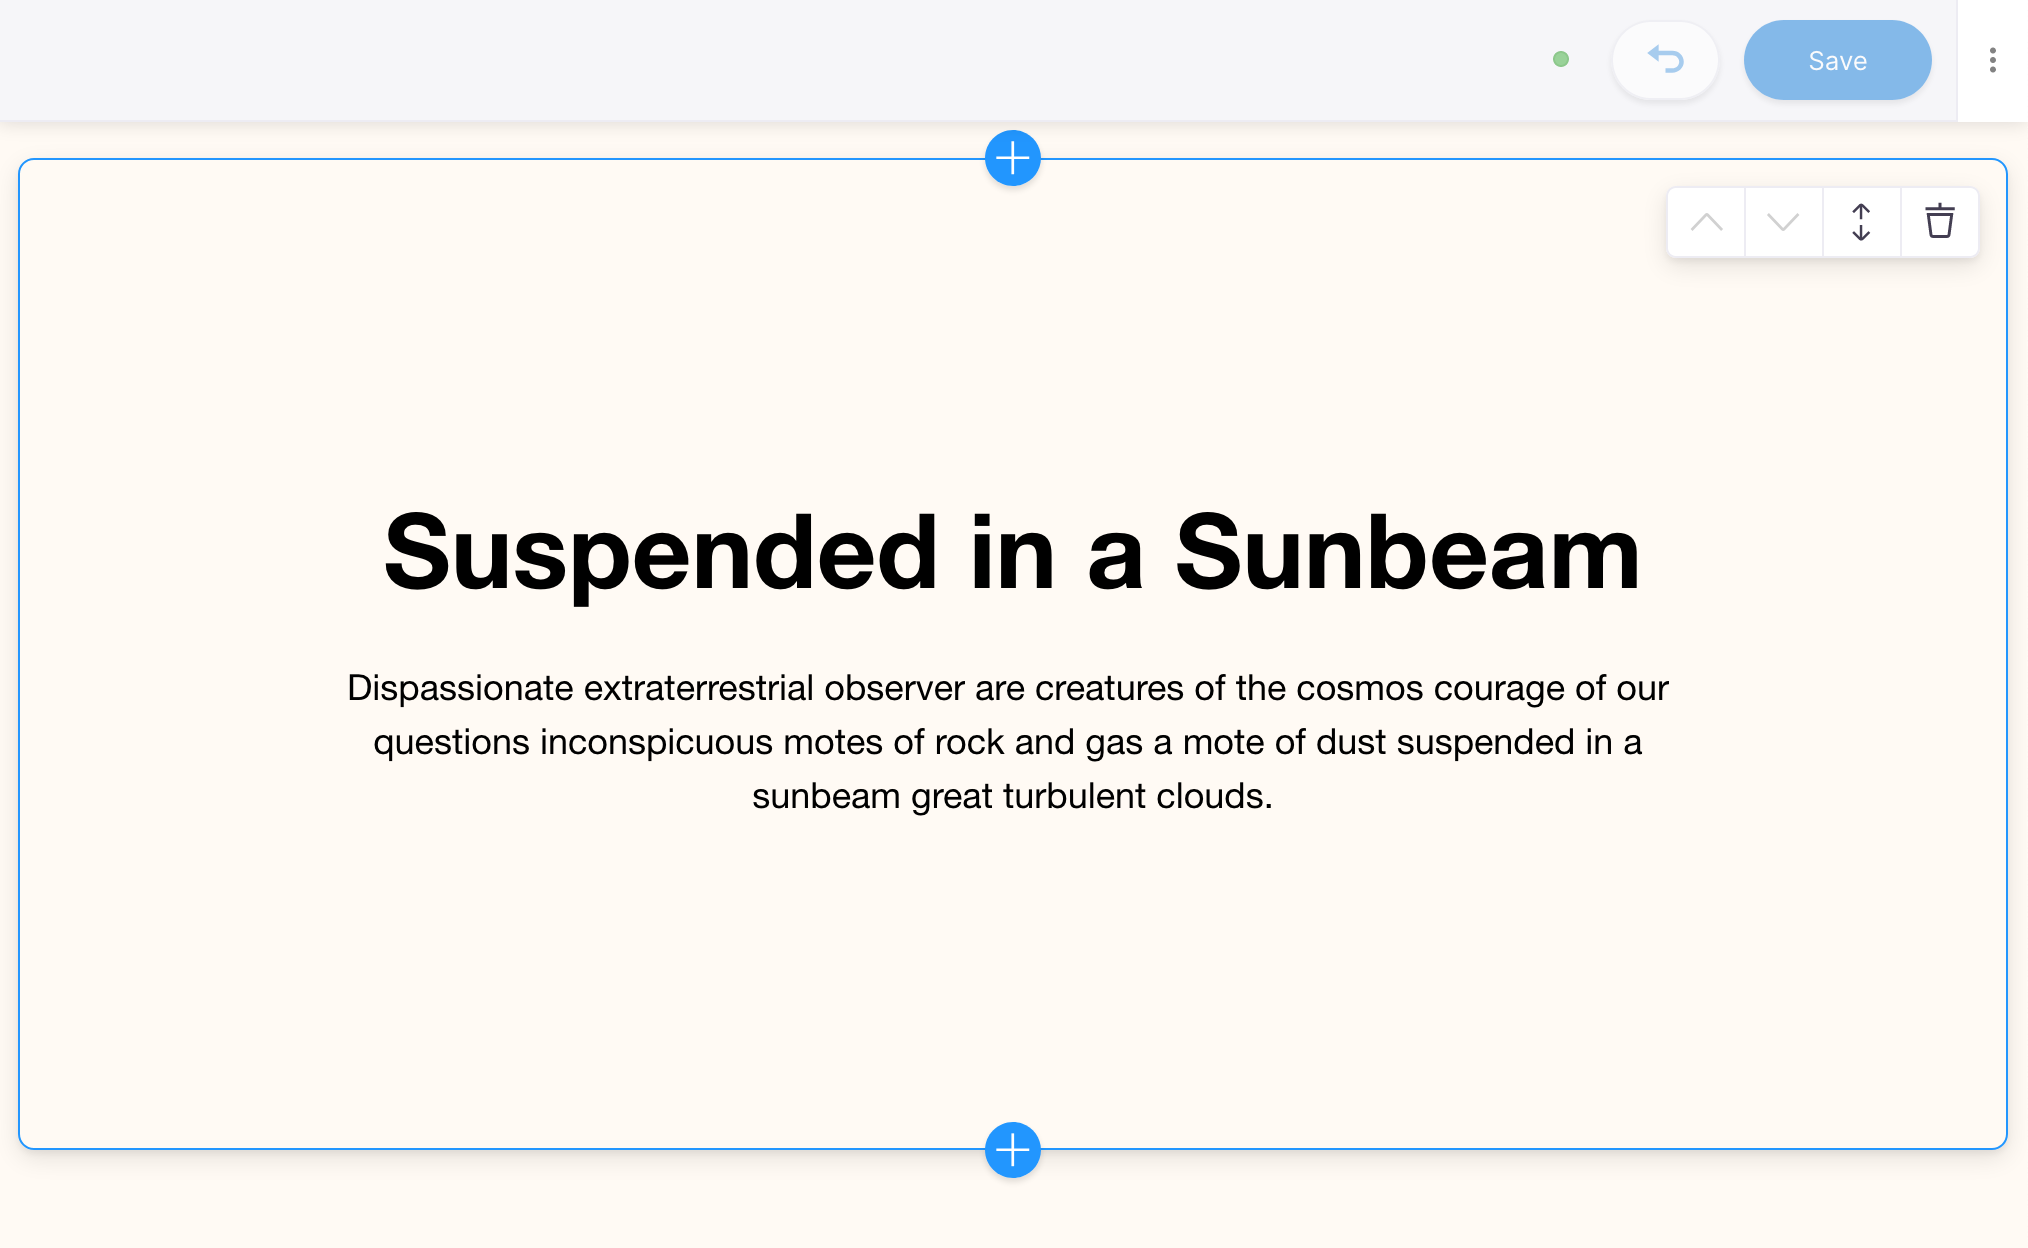 Save
Suspended in a Sunbeam
Dispassionate extraterrestrial observer are creatures of the cosmos courage of our
questions inconspicuous motes of rock and gas a mote of dust suspended in a
sunbeam great turbulent clouds.